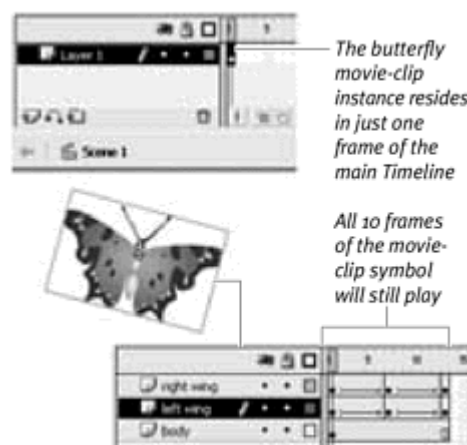 Layer 1
The butterfly
movie-clip
instance resides
in just one
frame of the
main Timeline
Scene 1
All 10 frames
of the movie-
clip symbol
will still play
right wing
left wing
body